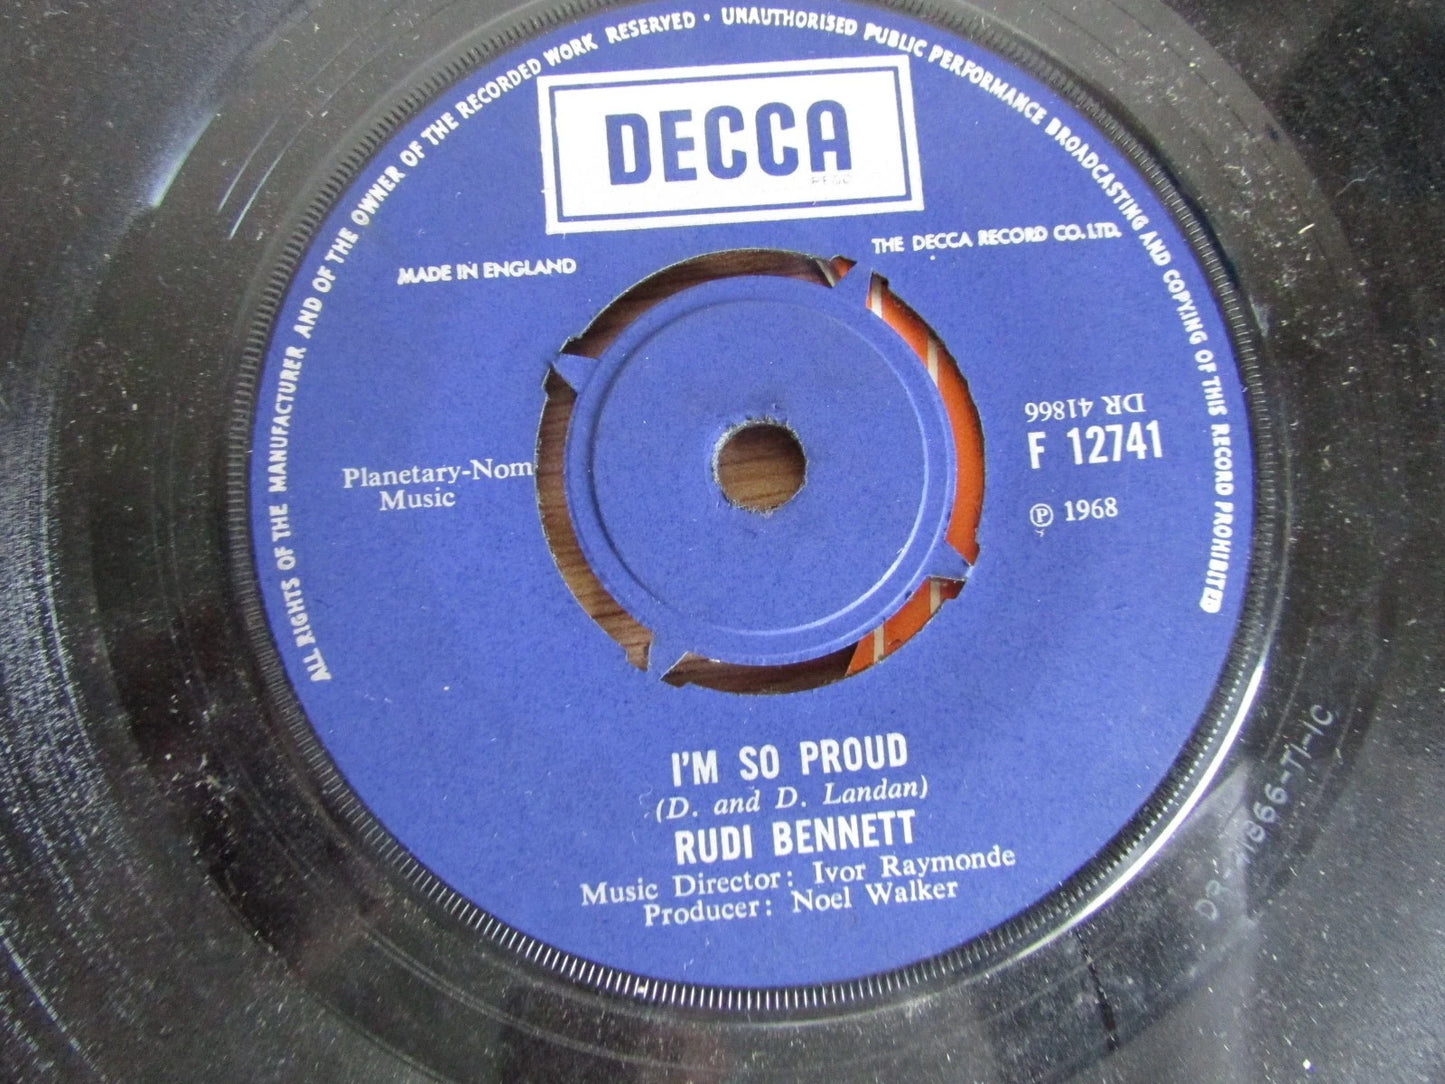 ALL RIGHTS OF THE MANUFACTURER AND OF THE OWNER OF THE RECORDED WORK RESERVED · UNAUTHORISED PUBLIC PERFORMANCE BROADCASTING AND COPYING OF THIS RECORD PROHIBITED
DECCA
MADE IN ENGLAND
THE DECCA RECORD CO. LTD.
Planetary-Nom
Music
DR 41866
F 12741
℗ 1968
I'M SO PROUD
(D. and D. Landan)
RUDI BENNETT
Music Director: Ivor Raymonde
Producer: Noel Walker